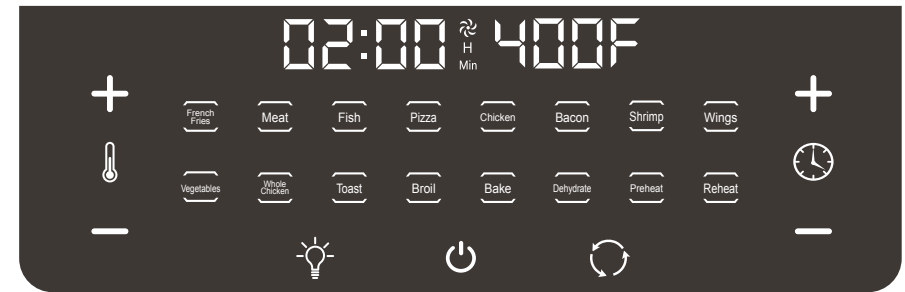 02:00 H Min 400F
French Fries
Meat
Fish
Pizza
Chicken
Bacon
Shrimp
Wings
Vegetables
Whole Chicken
Toast
Broil
Bake
Dehydrate
Preheat
Reheat